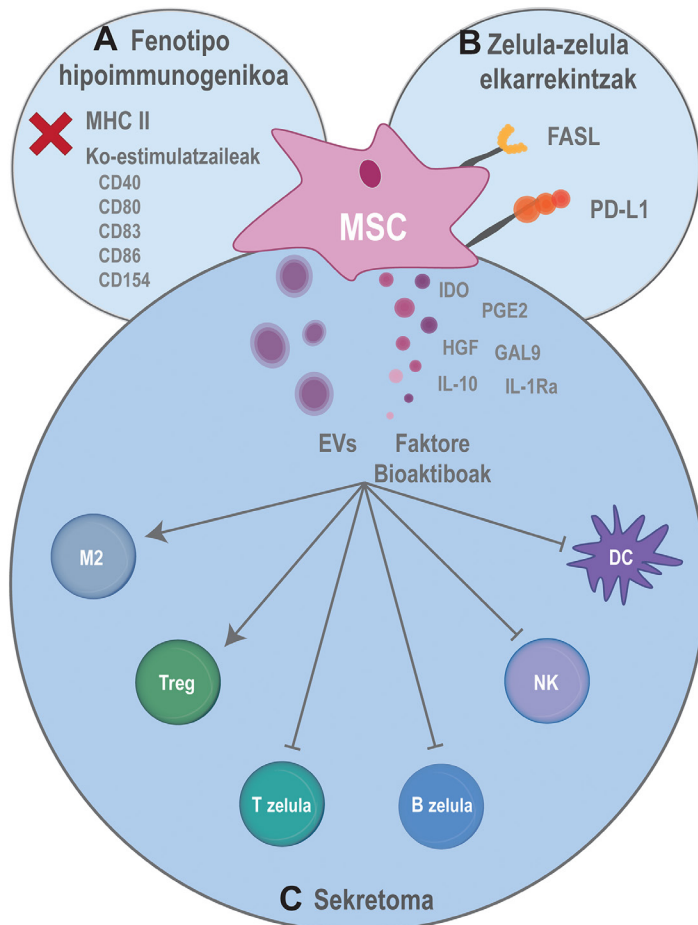 A Fenotipo
hipoimmunogenikoa
MHC II
Ko-estimulatzaileak
CD40
CD80
CD83
CD86
CD154
B Zelula-zelula
elkarrekintzak
FASL
PD-L1
MSC
IDO
PGE2
HGF
GAL9
IL-10
IL-1Ra
EVs
Faktore
Bioaktiboak
M2
DC
Treg
NK
T zelula
B zelula
C Sekretoma